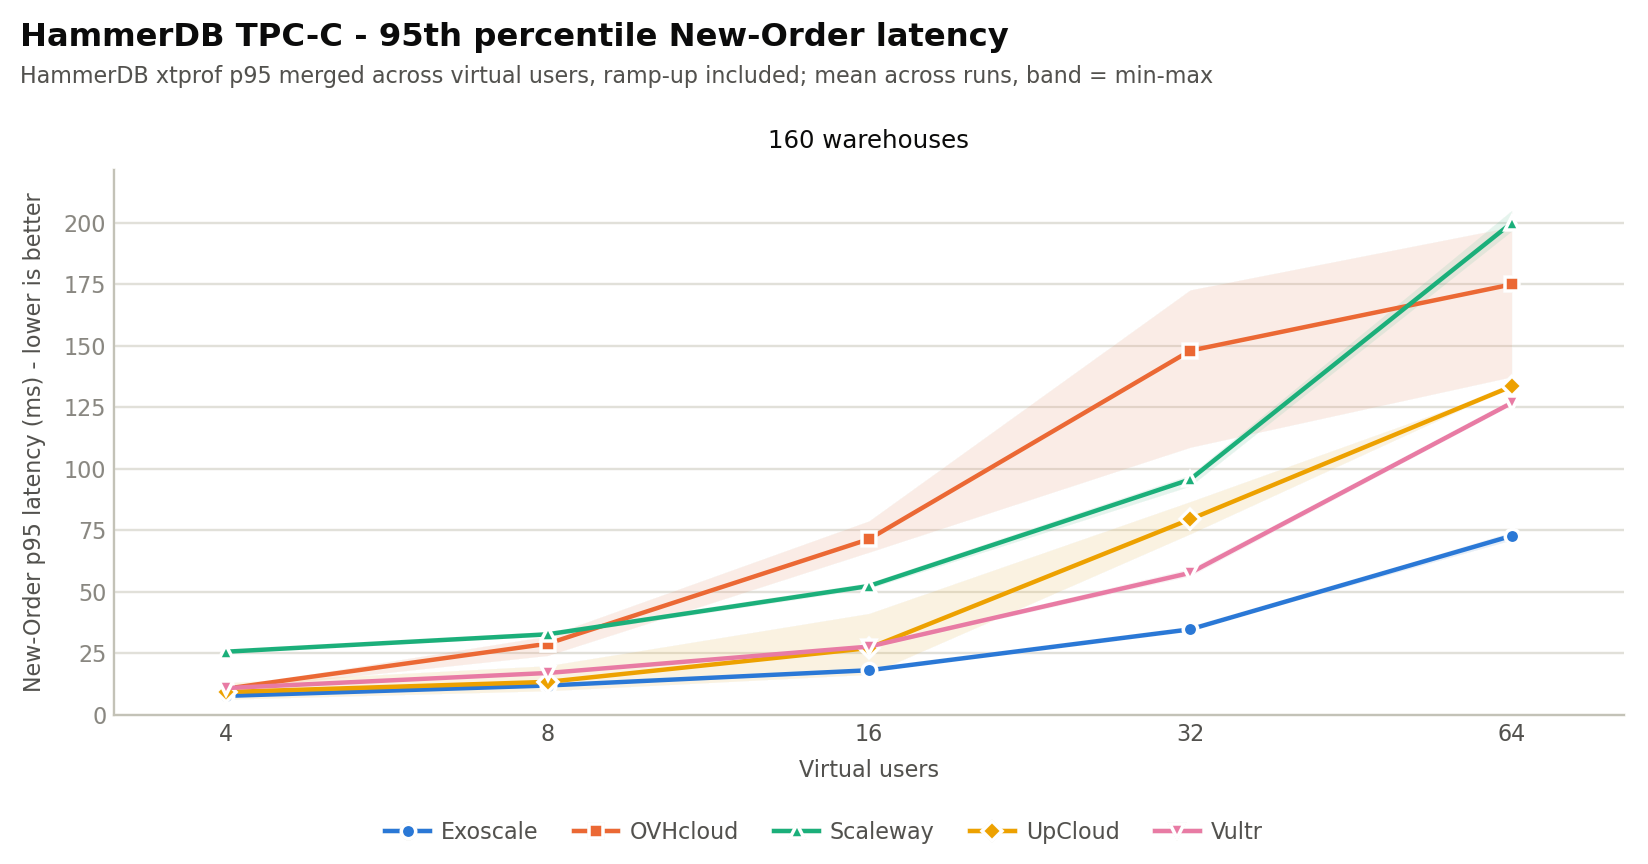 HammerDB TPC-C - 95th percentile New-Order latency
HammerDB xtprof p95 merged across virtual users, ramp-up included; mean across runs, band = min-max
160 warehouses
New-Order p95 latency (ms) - lower is better
200
175
150
125
100
75
50
25
0
4 8 16 32 64
Virtual users
Exoscale OVHcloud Scaleway UpCloud Vultr